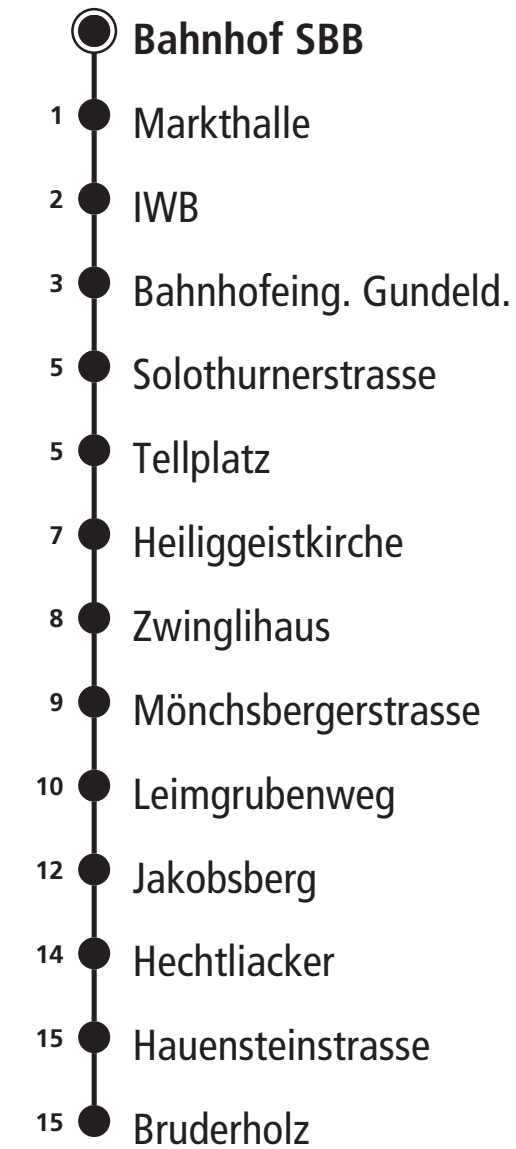 Bahnhof SBB
1 Markthalle
2 IWB
3 Bahnhofeing. Gundeld.
5 Solothurnerstrasse
5 Tellplatz
7 Heiliggeistkirche
8 Zwinglihaus
9 Mönchsbergerstrasse
10 Leimgrubenweg
12 Jakobsberg
14 Hechtliacker
15 Hauensteinstrasse
15 Bruderholz